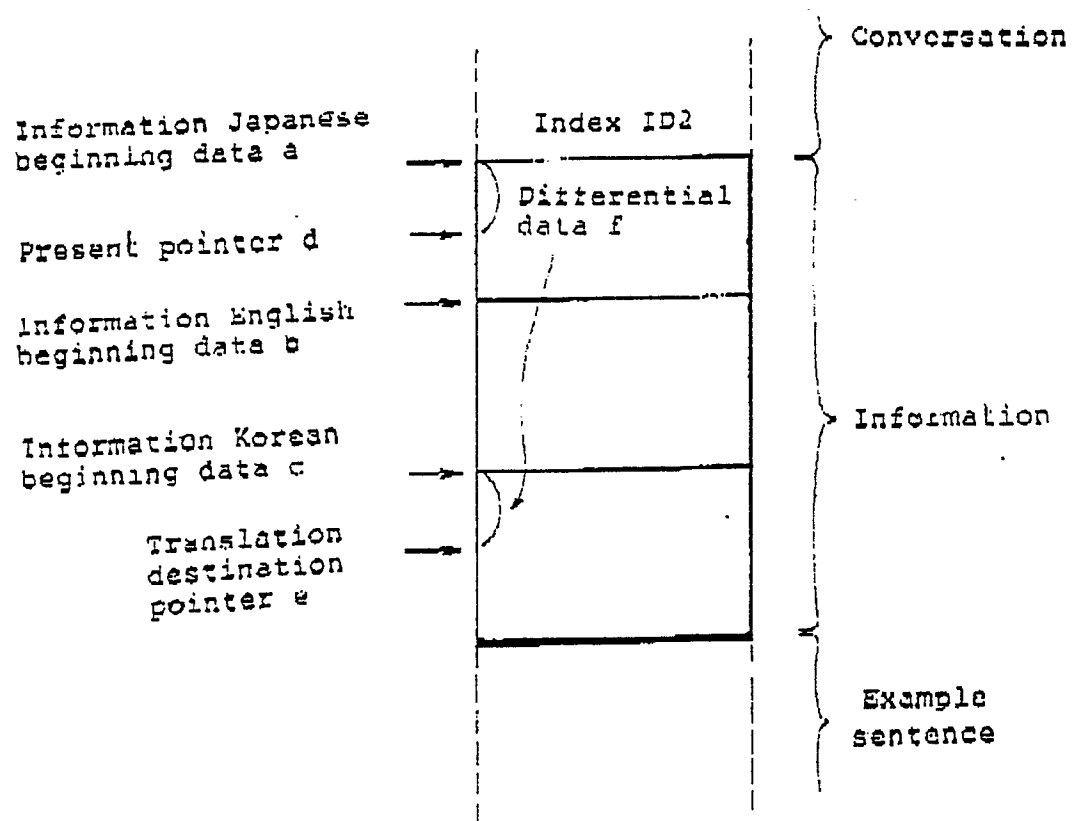 Conversation
Information Japanese
beginning data a
Index ID2
Differential
data f
Present pointer d
Information English
beginning data b
Information
Information Korean
beginning data c
Translation
destination
pointer e
Example
sentence